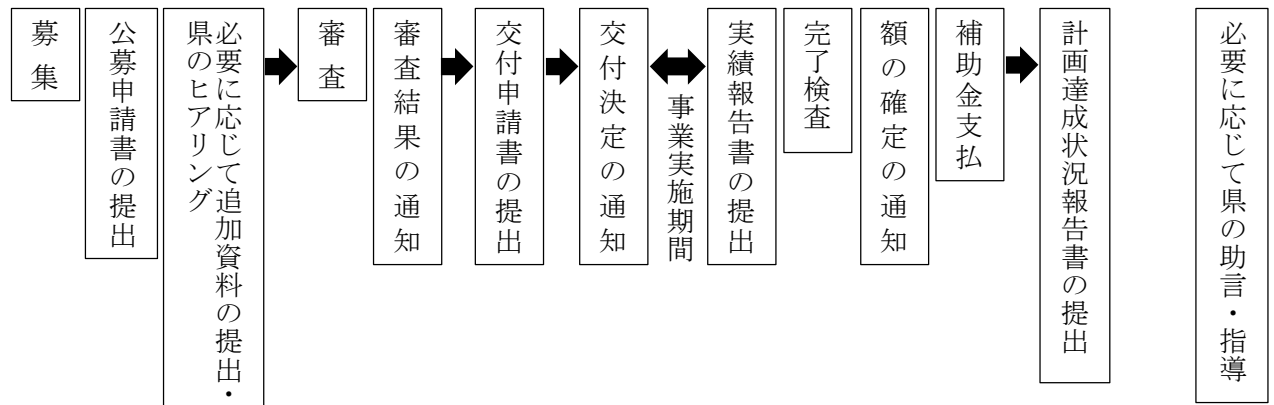 募集
公募申請書の提出
必要に応じて追加資料の提出・
県のヒアリング
審査
審査結果の通知
交付申請書の提出
交付決定の通知
事業実施期間
実績報告書の提出
完了検査
額の確定の通知
補助金支払
計画達成状況報告書の提出
必要に応じて県の助言・指導